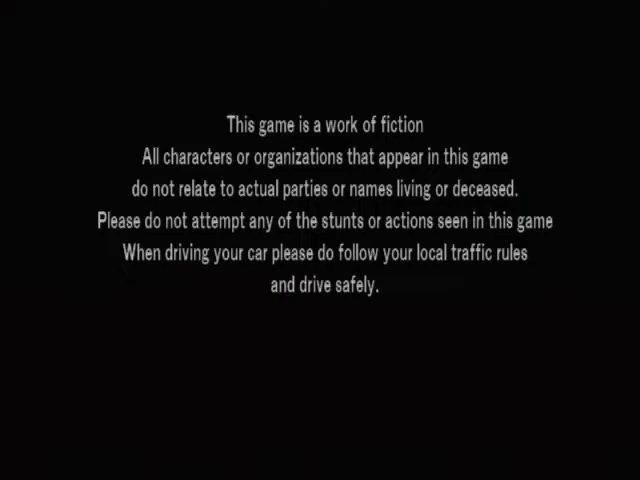 This game is a work of fiction
All characters or organizations that appear in this game
do not relate to actual parties or names living or deceased.
Please do not attempt any of the stunts or actions seen in this game
When driving your car please do follow your local traffic rules
and drive safely.